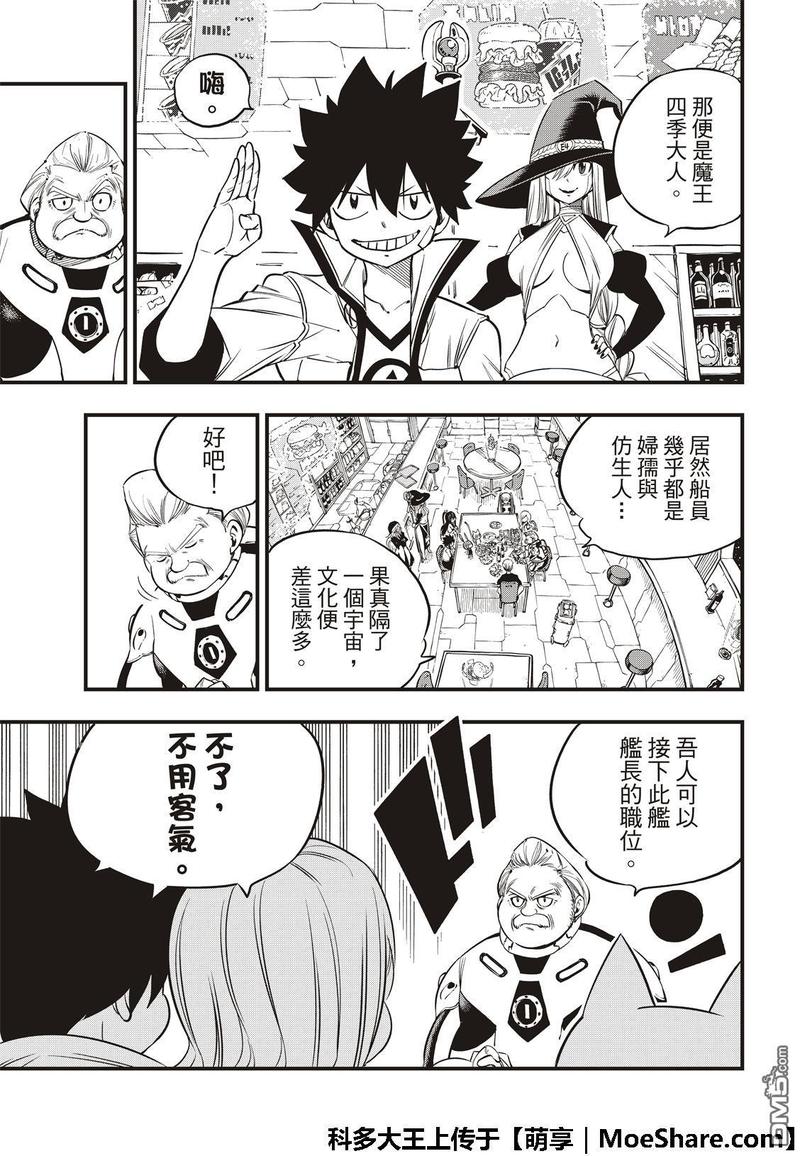 那便是魔王
四季大人。
E4
嗨。
居然船員
幾乎都是
婦孺與
仿生人…
果真隔了
一個宇宙，
文化便
差這麼多。
好吧！
吾人可以
接下此艦
艦長的職位。
不了，
不用客氣。
DM5.com
科多大王上传于【萌享｜MoeShare.com】